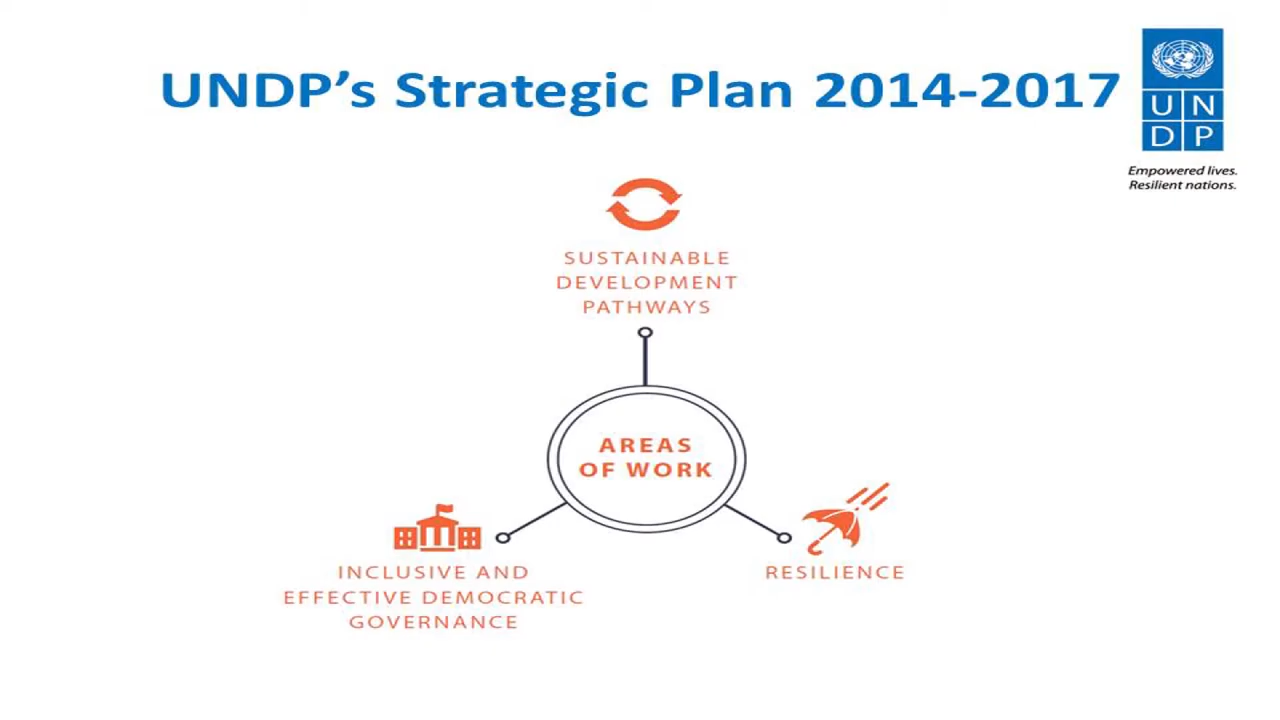 UNDP's Strategic Plan 2014-2017
U N
D P
Empowered lives.
Resilient nations.
SUSTAINABLE
DEVELOPMENT
PATHWAYS
AREAS
OF WORK
INCLUSIVE AND
EFFECTIVE DEMOCRATIC
GOVERNANCE
RESILIENCE